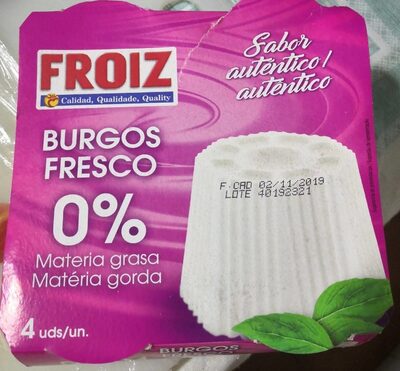 FROIZ
Calidad, Qualidade, Quality
Sabor
auténtico/
autêntico
BURGOS
FRESCO
0%
Materia grasa
Matéria gorda
F.CAD 02/11/2019
LOTE 40192321
4 uds/un.
BURGOS
FRESCO